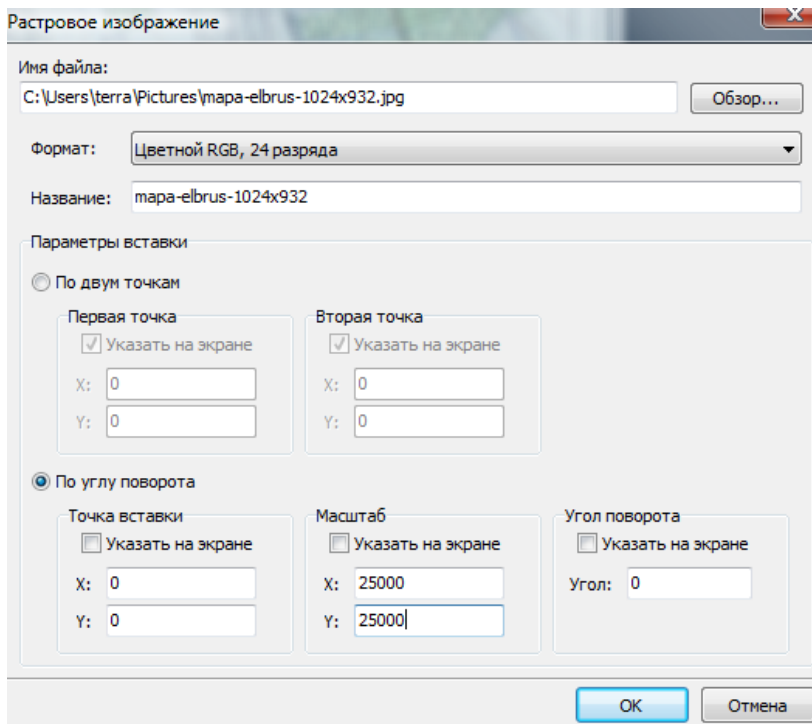 Растровое изображение
Имя файла:
C:\Users\terra\Pictures\mapa-elbrus-1024x932.jpg
Обзор...
Формат: Цветной RGB, 24 разряда
Название: mapa-elbrus-1024x932
Параметры вставки
По двум точкам
Первая точка Вторая точка
Указать на экране Указать на экране
X: 0 X: 0
Y: 0 Y: 0
По углу поворота
Точка вставки Масштаб Угол поворота
Указать на экране Указать на экране Указать на экране
X: 0 X: 25000 Угол: 0
Y: 0 Y: 25000
OK Отмена